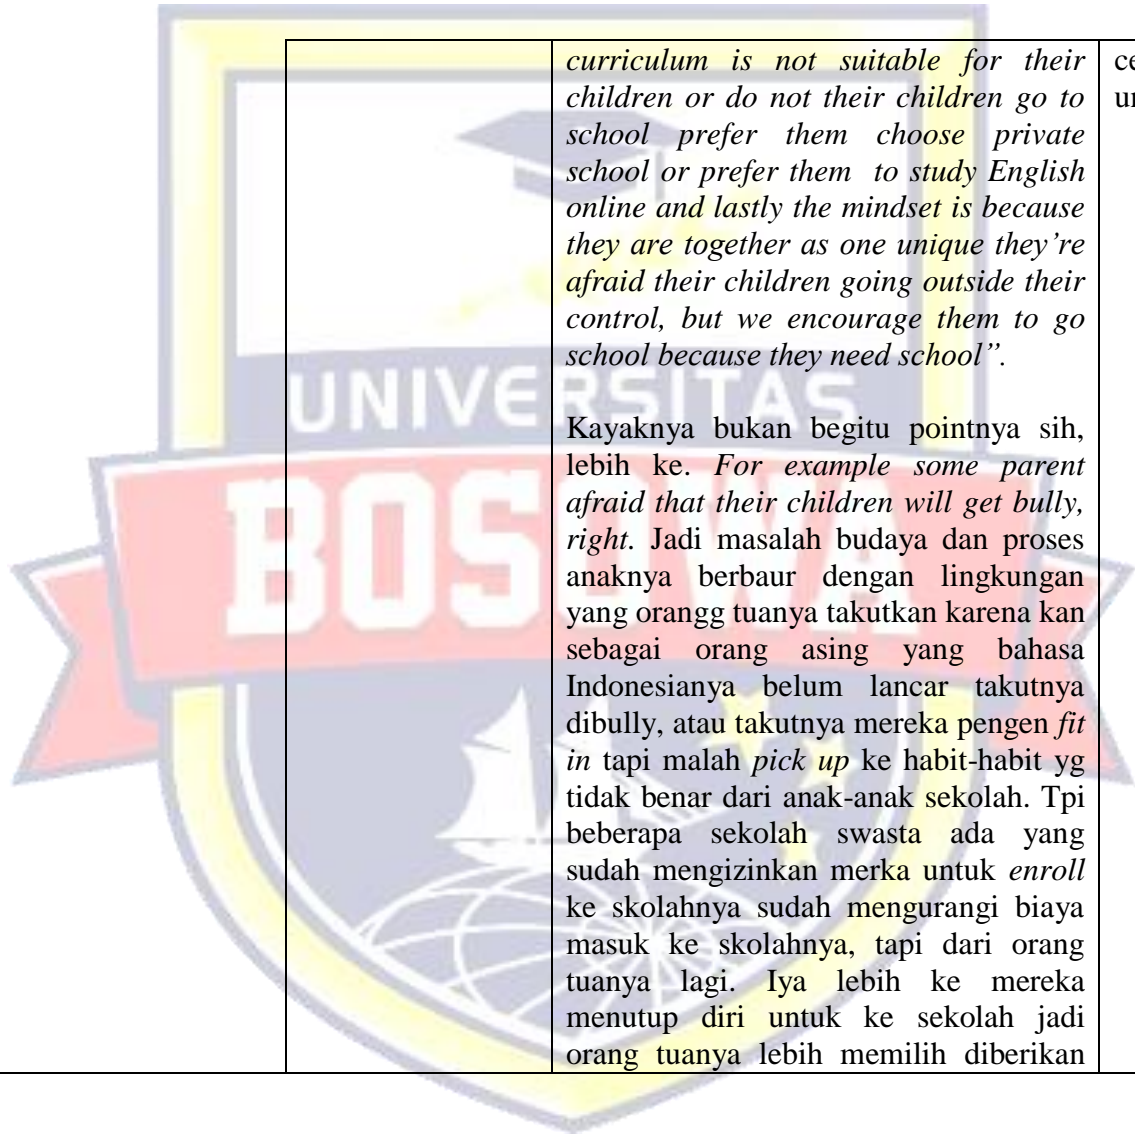 curriculum is not suitable for their
children or do not their children go to
school prefer them choose private
school or prefer them to study English
online and lastly the mindset is because
they are together as one unique they’re
afraid their children going outside their
control, but we encourage them to go
school because they need school”.
Kayaknya bukan begitu pointnya sih,
lebih ke. For example some parent
afraid that their children will get bully,
right. Jadi masalah budaya dan proses
anaknya berbaur dengan lingkungan
yang orangg tuanya takutkan karena kan
sebagai orang asing yang bahasa
Indonesianya belum lancar takutnya
dibully, atau takutnya mereka pengen fit
in tapi malah pick up ke habit-habit yg
tidak benar dari anak-anak sekolah. Tpi
beberapa sekolah swasta ada yang
sudah mengizinkan merka untuk enroll
ke skolahnya sudah mengurangi biaya
masuk ke skolahnya, tapi dari orang
tuanya lagi. Iya lebih ke mereka
menutup diri untuk ke sekolah jadi
orang tuanya lebih memilih diberikan
UNIVERSITAS
BOSOWA